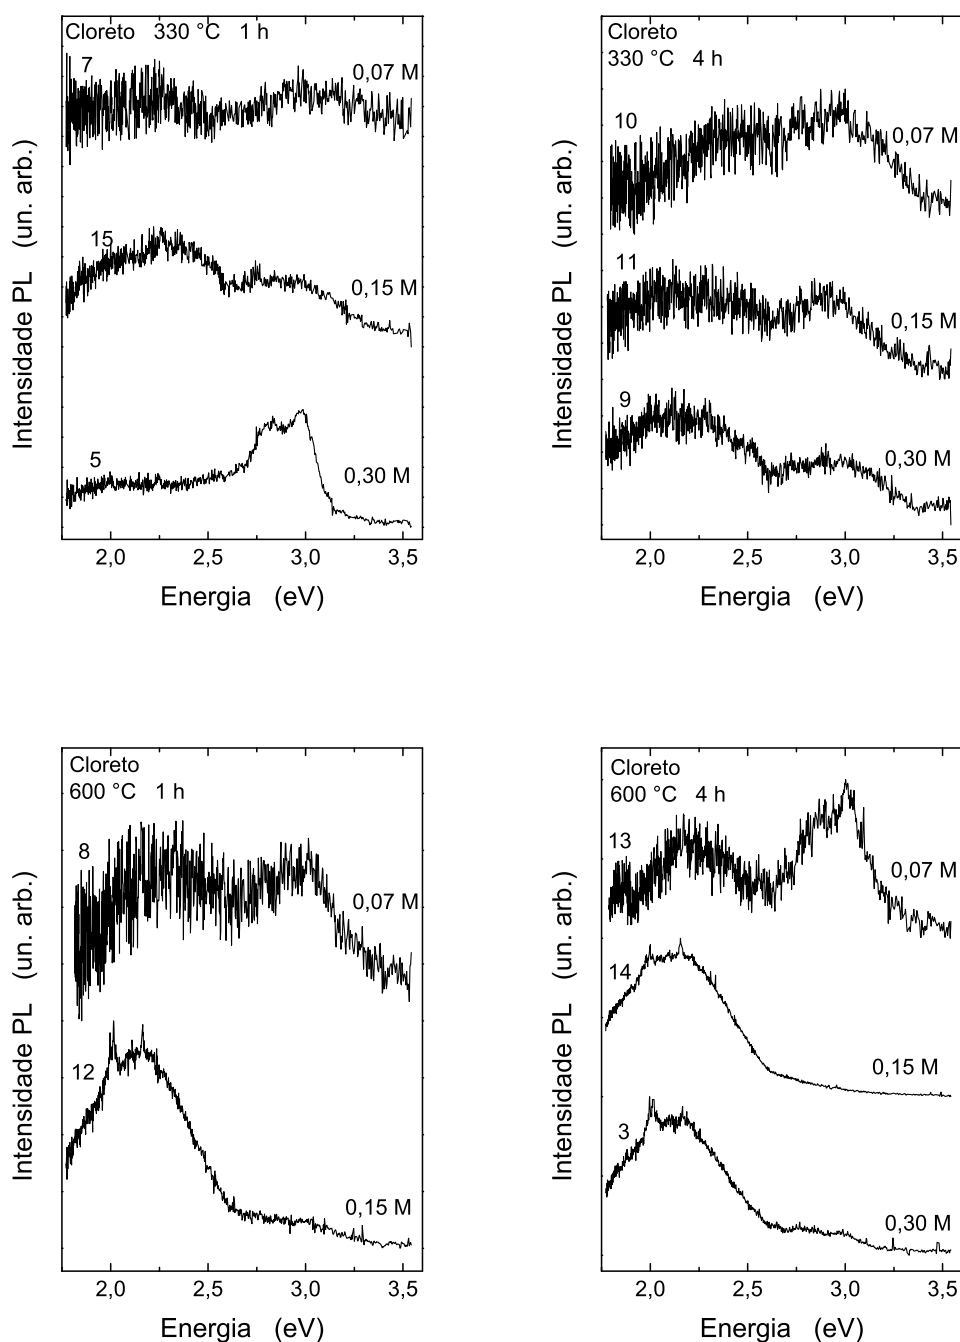 Cloreto 330 °C 1 h
7
0,07 M
15
0,15 M
5
0,30 M
Intensidade PL (un. arb.)
2,0 2,5 3,0 3,5
Energia (eV)
Cloreto
330 °C 4 h
10
0,07 M
11
0,15 M
9
0,30 M
Intensidade PL (un. arb.)
2,0 2,5 3,0 3,5
Energia (eV)
Cloreto
600 °C 1 h
8
0,07 M
12
0,15 M
Intensidade PL (un. arb.)
2,0 2,5 3,0 3,5
Energia (eV)
Cloreto
600 °C 4 h
13
0,07 M
14
0,15 M
3
0,30 M
Intensidade PL (un. arb.)
2,0 2,5 3,0 3,5
Energia (eV)